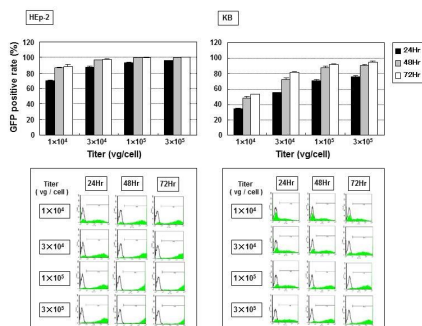 HEp-2
KB
GFP positive rate (%)
120
100
80
60
40
20
0
1×10⁴ 3×10⁴ 1×10⁵ 3×10⁵
Titer (vg/cell)
120
100
80
60
40
20
0
1×10⁴ 3×10⁴ 1×10⁵ 3×10⁵
Titer (vg/cell)
24Hr
48Hr
72Hr
Titer
( vg / cell )
24Hr 48Hr 72Hr
1×10⁴
3×10⁴
1×10⁵
3×10⁵
Titer
( vg / cell )
24Hr 48Hr 72Hr
1×10⁴
3×10⁴
1×10⁵
3×10⁵